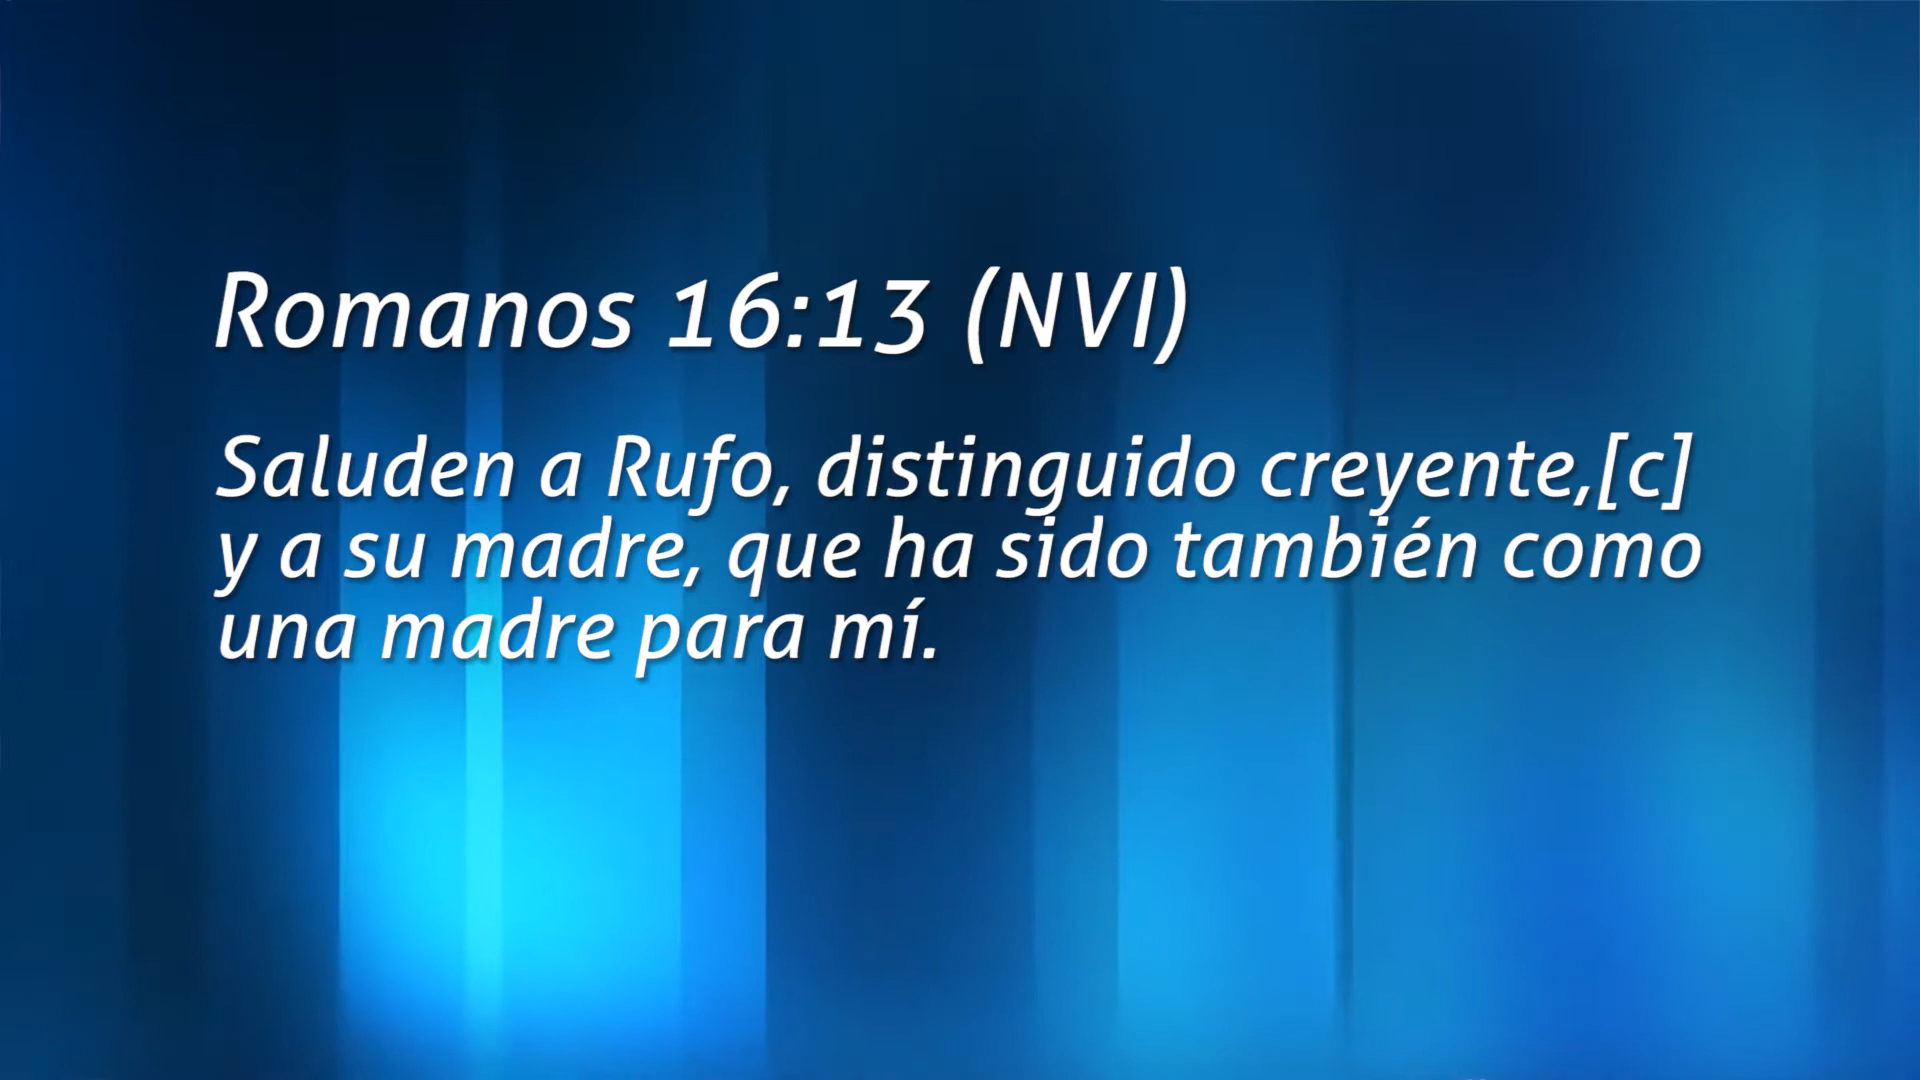 Romanos 16:13 (NVI)
Saluden a Rufo, distinguido creyente,[c]
y a su madre, que ha sido también como
una madre para mí.